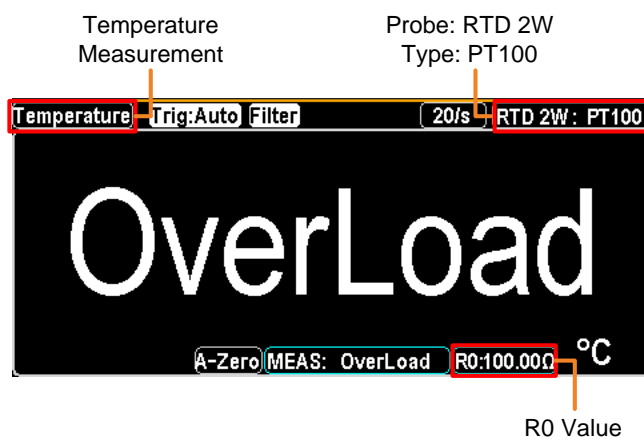 Temperature
Measurement
Probe: RTD 2W
Type: PT100
Temperature Trig:Auto Filter 20/s RTD 2W: PT100
OverLoad
A-Zero MEAS: OverLoad R0:100.00Ω °C
R0 Value